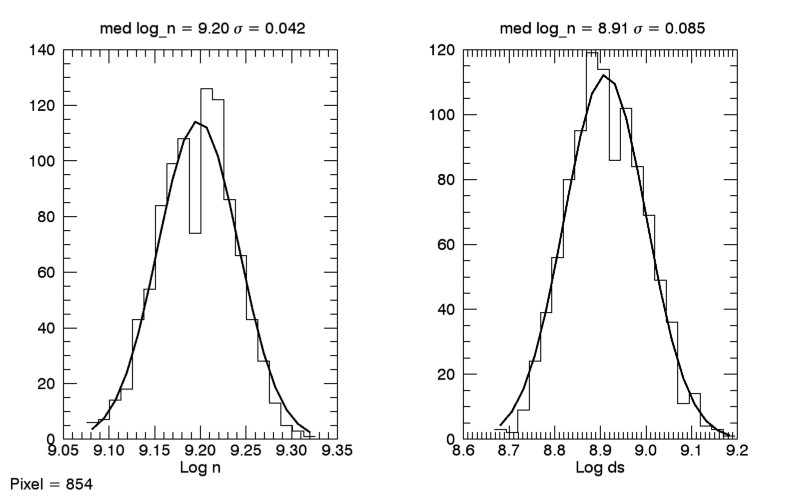 med log_n = 9.20 σ = 0.042
140
120
100
80
60
40
20
0
9.05 9.10 9.15 9.20 9.25 9.30 9.35
Log n
med log_n = 8.91 σ = 0.085
120
100
80
60
40
20
0
8.6 8.7 8.8 8.9 9.0 9.1 9.2
Log ds
Pixel = 854